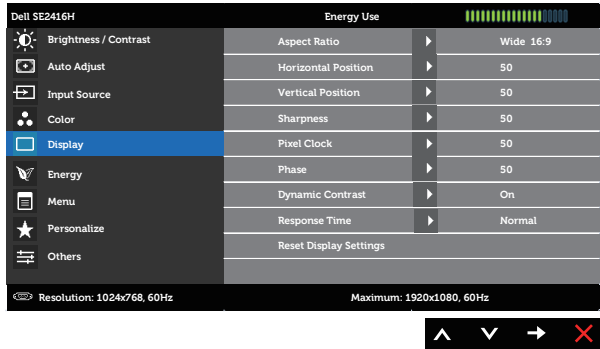 Dell SE2416H Energy Use
Brightness / Contrast Aspect Ratio Wide 16:9
Auto Adjust Horizontal Position 50
Input Source Vertical Position 50
Color Sharpness 50
Display Pixel Clock 50
Energy Phase 50
Menu Dynamic Contrast On
Personalize Response Time Normal
Others Reset Display Settings
Resolution: 1024x768, 60Hz Maximum: 1920x1080, 60Hz